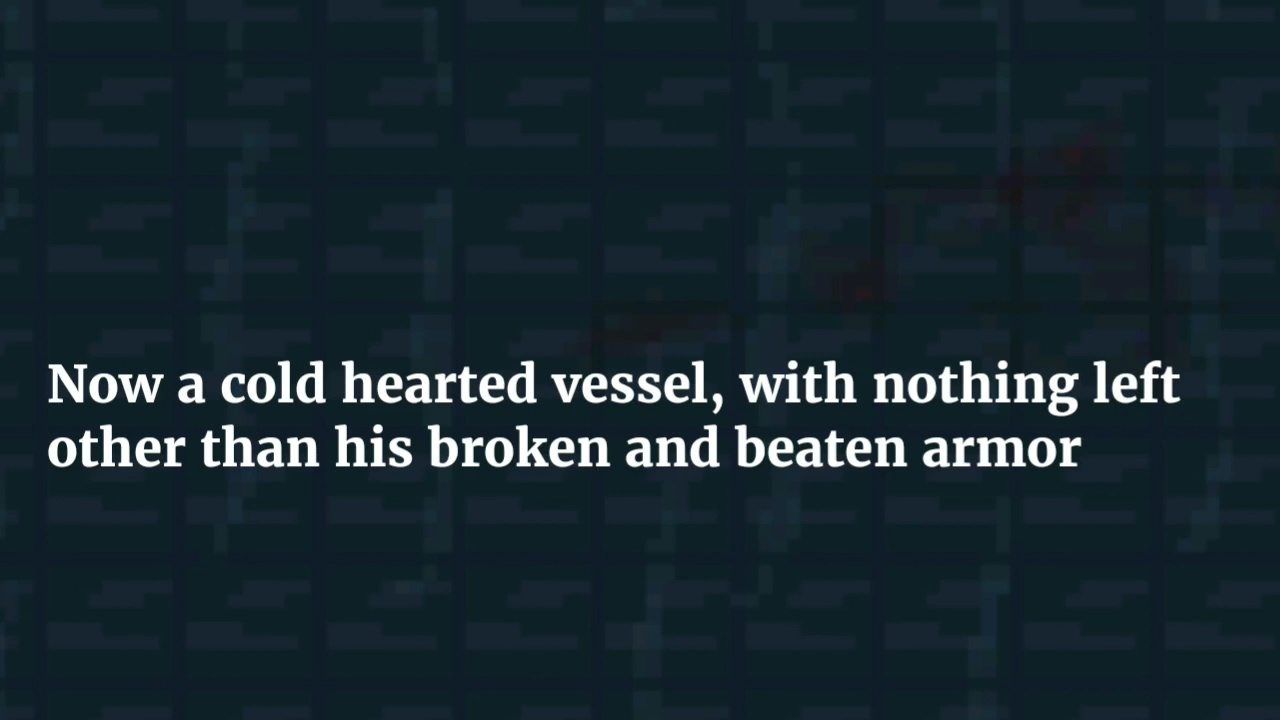 Now a cold hearted vessel, with nothing left
other than his broken and beaten armor